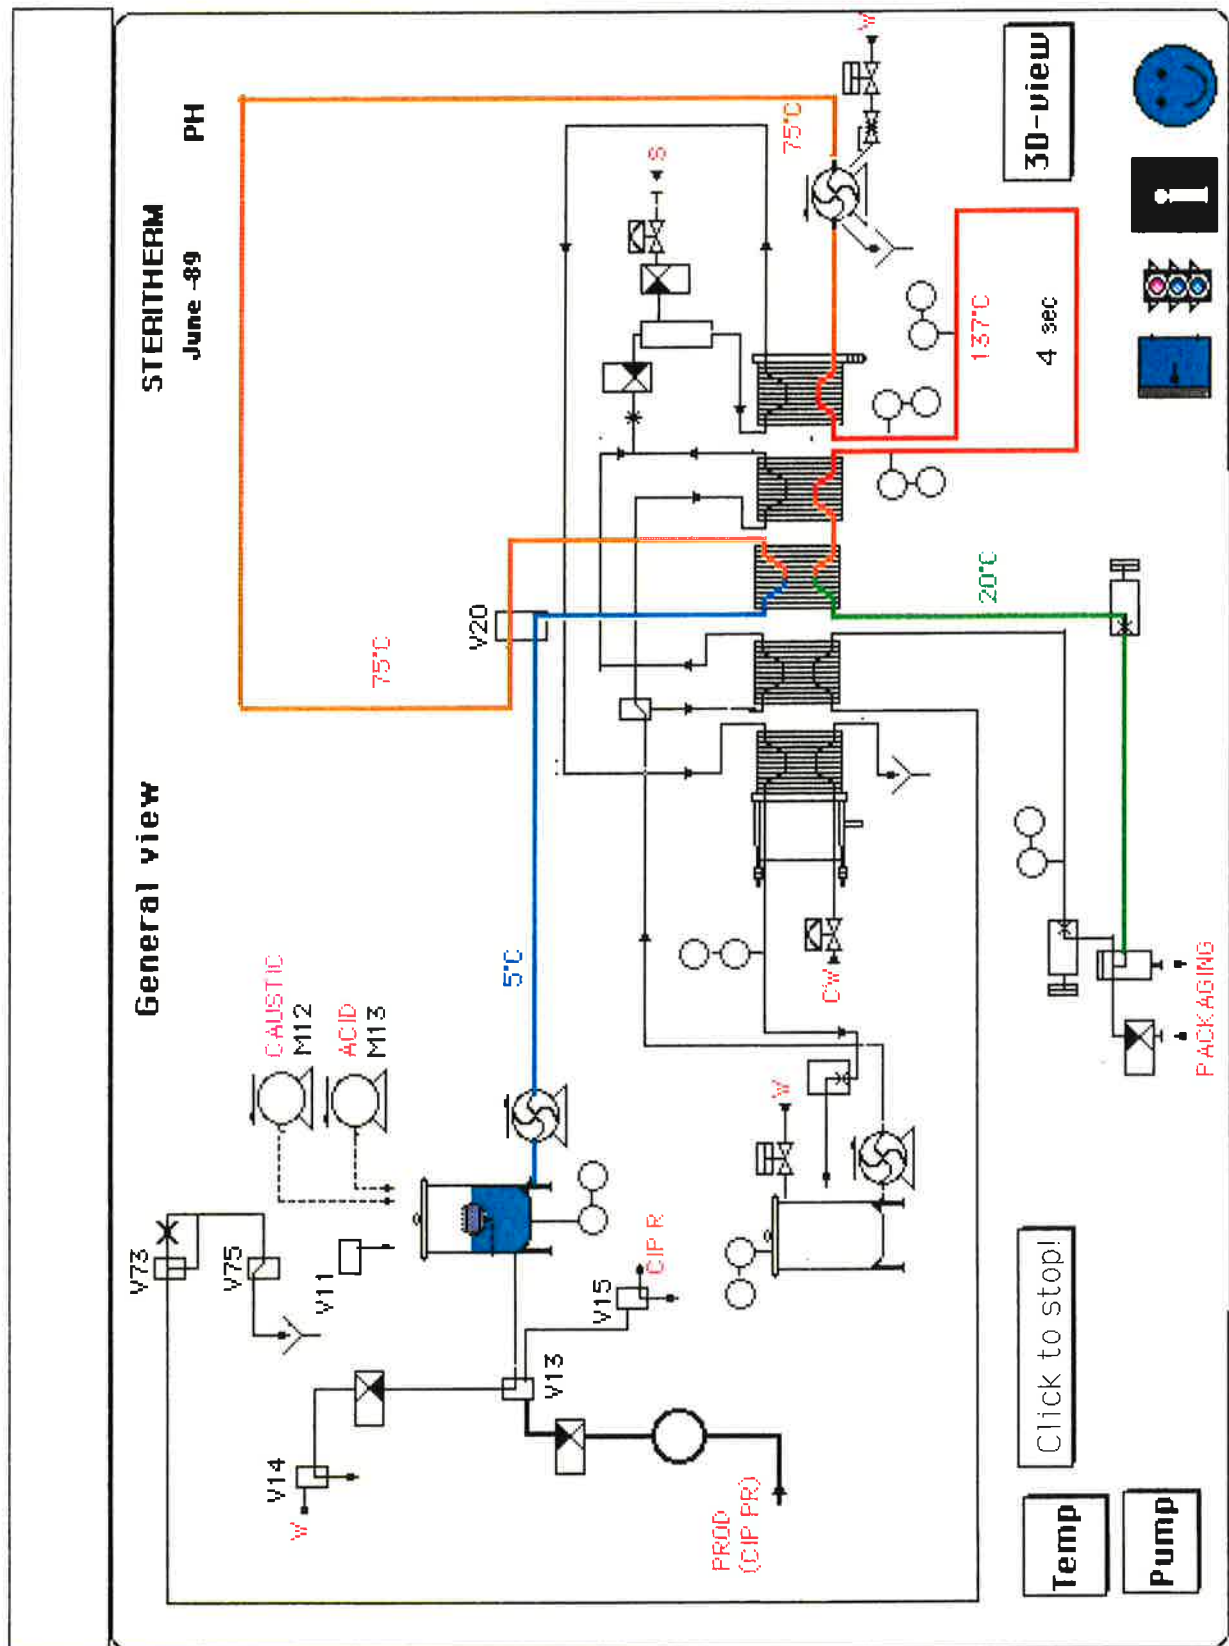 General view
STERITHERM
June -89
PH
CAUSTIC
M12
ACID
M13
V73
V75
V11
V14
W
V13
V15
CIP R
PROD
(CIP PR)
5°C
75°C
V20
S
75°C
W
W
CW
20°C
137°C
4 sec
PACKAGING
3D-view
i
Click to stop!
Temp
Pump